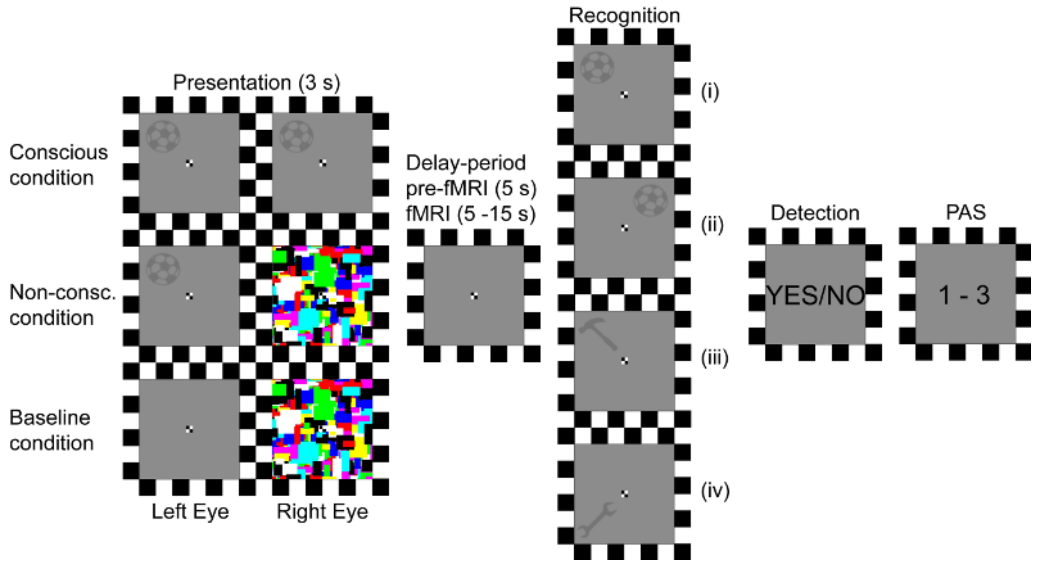 Recognition
Presentation (3 s)
Conscious
condition
Delay-period
pre-fMRI (5 s)
fMRI (5 -15 s)
(i)
(ii)
Detection
PAS
Non-consc.
condition
YES/NO
1 - 3
(iii)
Baseline
condition
(iv)
Left Eye
Right Eye